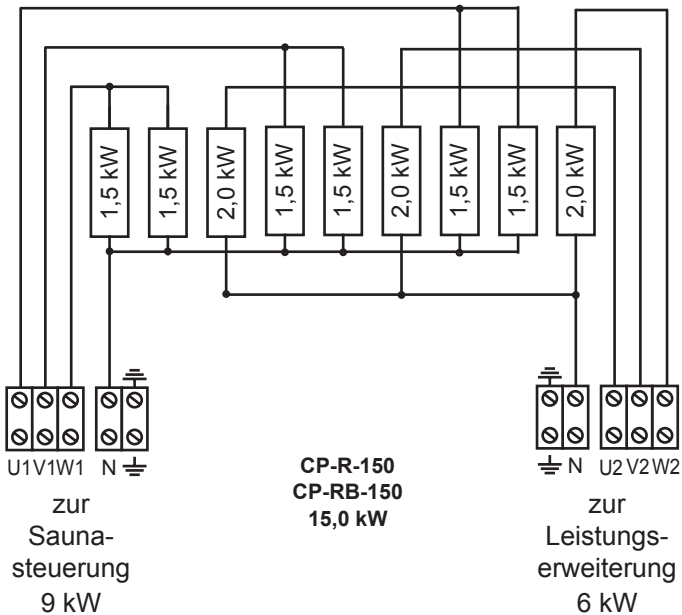 1,5 kW
1,5 kW
2,0 kW
1,5 kW
1,5 kW
2,0 kW
1,5 kW
1,5 kW
2,0 kW
U1 V1 W1 N
N U2 V2 W2
zur
Sauna-
steuerung
9 kW
CP-R-150
CP-RB-150
15,0 kW
zur
Leistungs-
erweiterung
6 kW